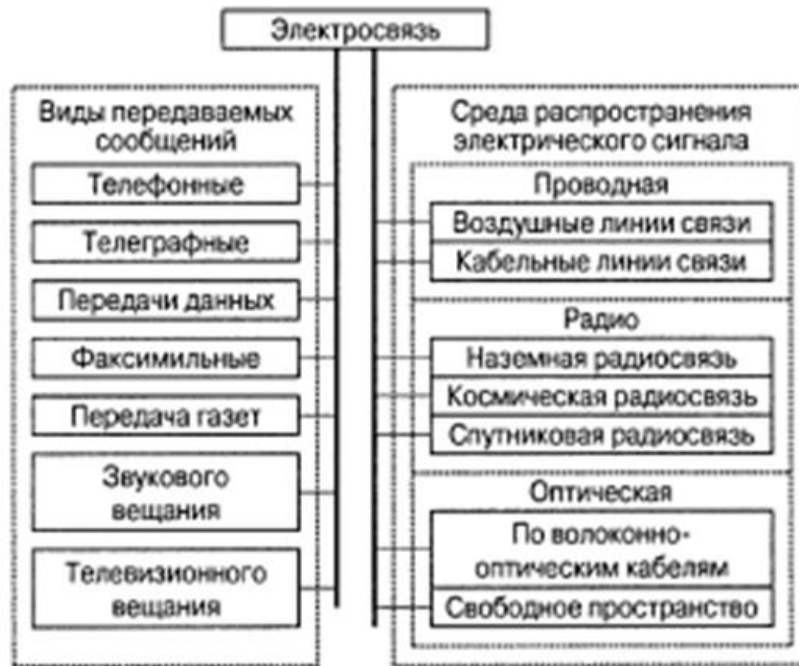 Электросвязь
Виды передаваемых
сообщений
Телефонные
Телеграфные
Передачи данных
Факсимильные
Передача газет
Звукового
вещания
Телевизионного
вещания
Среда распространения
электрического сигнала
Проводная
Воздушные линии связи
Кабельные линии связи
Радио
Наземная радиосвязь
Космическая радиосвязь
Спутниковая радиосвязь
Оптическая
По волоконно-
оптическим кабелям
Свободное пространство